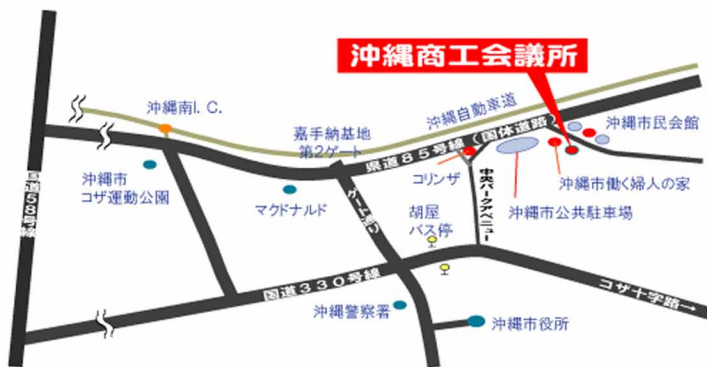 沖縄商工会議所
沖縄南I.C.
沖縄自動車道
嘉手納基地
第2ゲート
県道85号線(国体道路)
沖縄市民会館
コリンザ
沖縄市
コザ運動公園
マクドナルド
ゲート通り
中央パークアベニュー
沖縄市働く婦人の家
沖縄市公共駐車場
胡屋
バス停
国道58号線
国道330号線
コザ十字路→
沖縄警察署
沖縄市役所